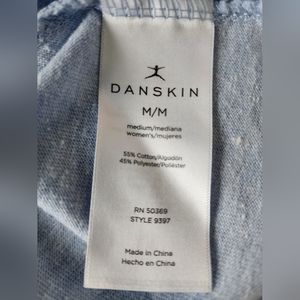 DANSKIN
M/M
medium/mediana
women's/mujeres
55% Cotton/Algodón
45% Polyester/Poliéster
RN 50369
STYLE 9397
Made in China
Hecho en China